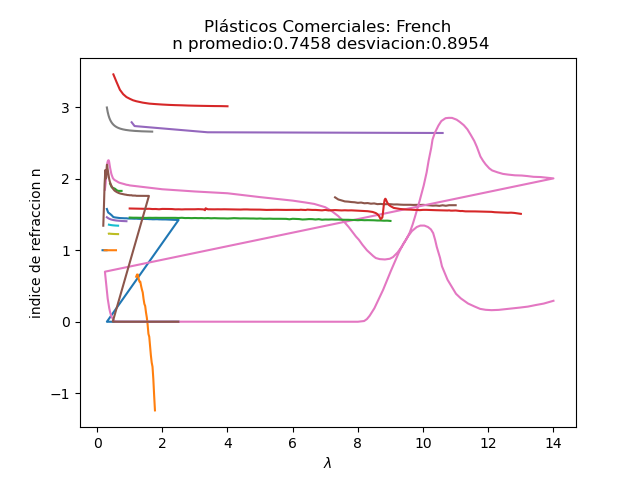 Plásticos Comerciales: French
n promedio:0.7458 desviacion:0.8954
indice de refraccion n
3
2
1
0
−1
0 2 4 6 8 10 12 14
λ